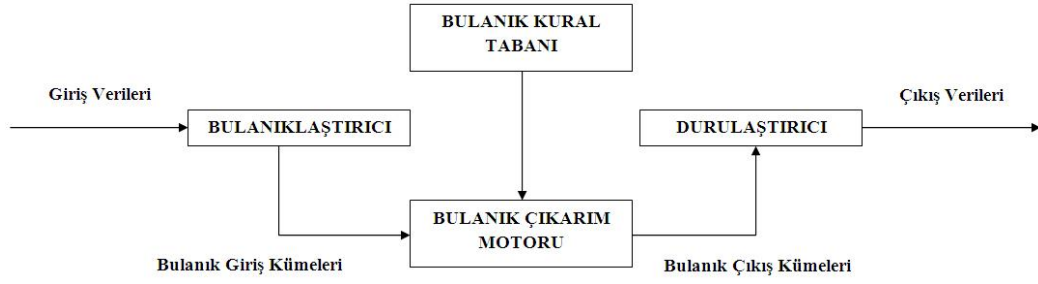 BULANIK KURAL
TABANI
Giriş Verileri
Çıkış Verileri
BULANIKLAŞTIRICI
DURULAŞTIRICI
BULANIK ÇIKARIM
MOTORU
Bulanık Giriş Kümeleri
Bulanık Çıkış Kümeleri